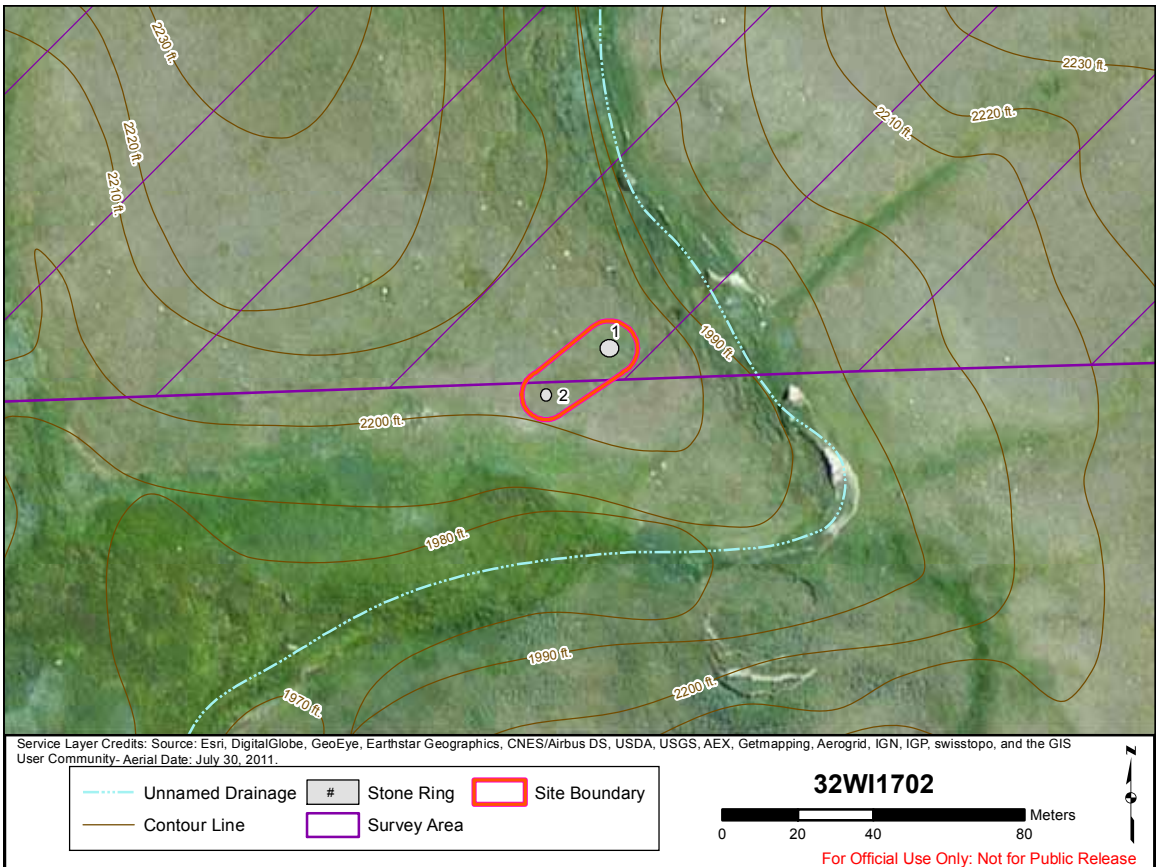 2230 ft.
2230 ft.
2220 ft.
2210 ft.
2220 ft.
2210 ft.
1
1990 ft.
2
2200 ft.
1980 ft.
1990 ft.
2200 ft.
1970 ft.
Service Layer Credits: Source: Esri, DigitalGlobe, GeoEye, Earthstar Geographics, CNES/Airbus DS, USDA, USGS, AEX, Getmapping, Aerogrid, IGN, IGP, swisstopo, and the GIS
User Community- Aerial Date: July 30, 2011.
Unnamed Drainage
# Stone Ring
Site Boundary
Contour Line
Survey Area
32WI1702
Meters
0 20 40 80
N
For Official Use Only: Not for Public Release